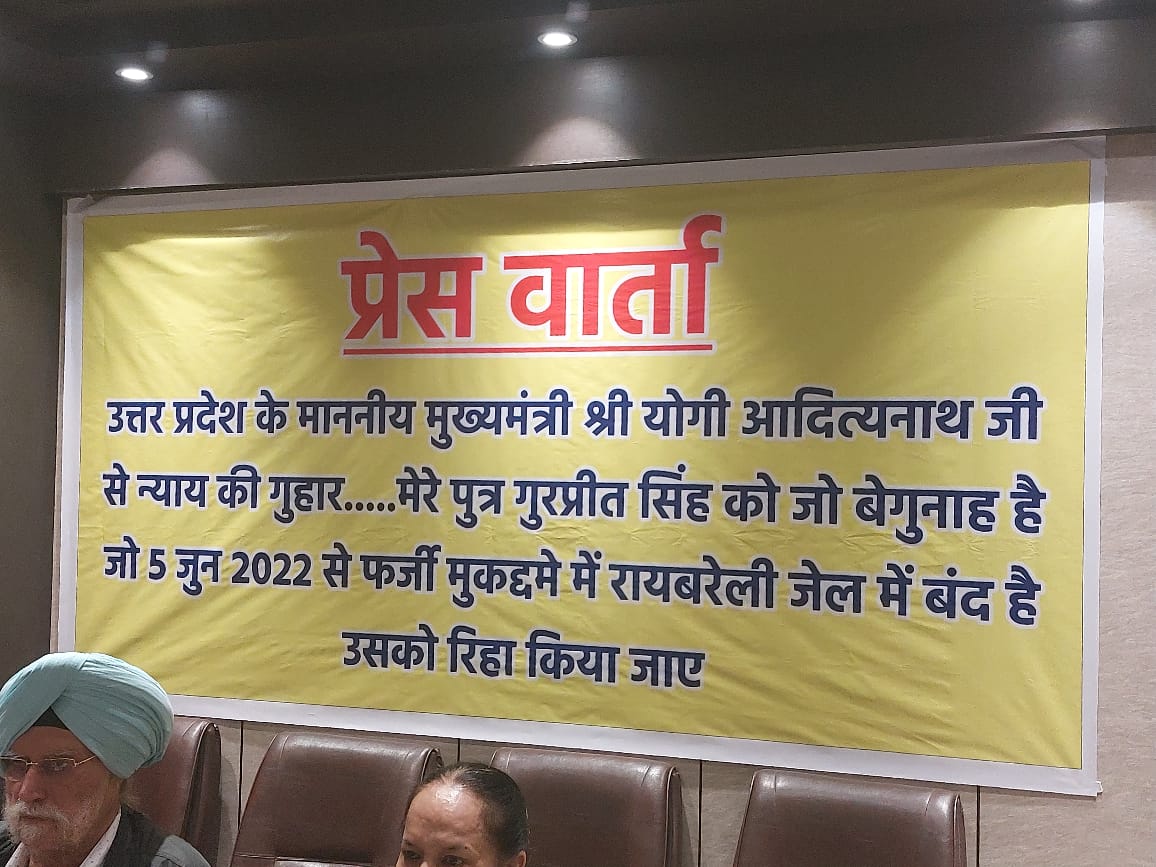 प्रेस वार्ता
उत्तर प्रदेश के माननीय मुख्यमंत्री श्री योगी आदित्यनाथ जी
से न्याय की गुहार.....मेरे पुत्र गुरप्रीत सिंह को जो बेगुनाह है
जो 5 जुन 2022 से फर्जी मुकद्दमे में रायबरेली जेल में बंद है
उसको रिहा किया जाए